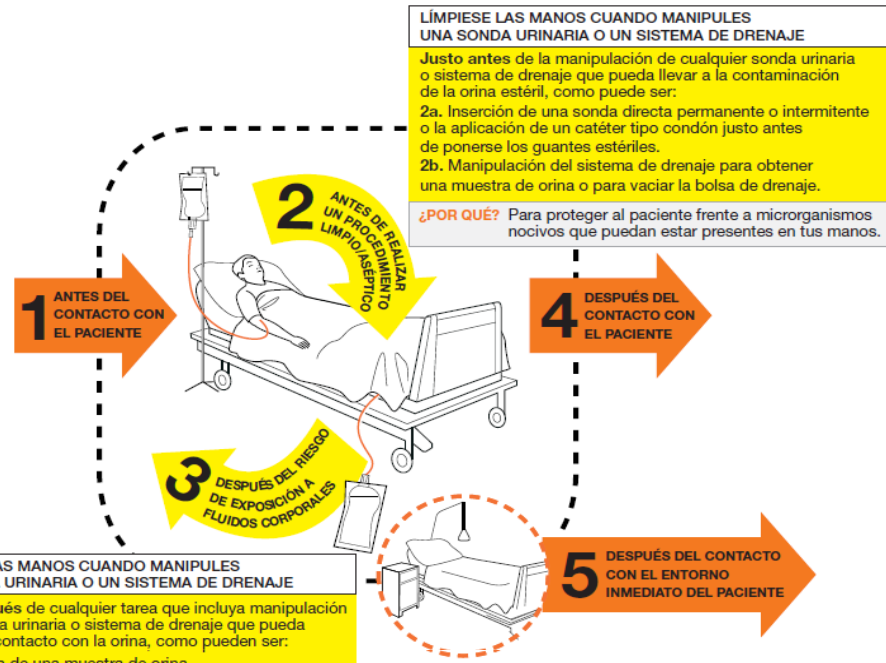 LÍMPIESE LAS MANOS CUANDO MANIPULES
UNA SONDA URINARIA O UN SISTEMA DE DRENAJE
Justo antes de la manipulación de cualquier sonda urinaria
o sistema de drenaje que pueda llevar a la contaminación
de la orina estéril, como puede ser:
2a. Inserción de una sonda directa permanente o intermitente
o la aplicación de un catéter tipo condón justo antes
de ponerse los guantes estériles.
2b. Manipulación del sistema de drenaje para obtener
una muestra de orina o para vaciar la bolsa de drenaje.
¿POR QUÉ? Para proteger al paciente frente a microrganismos
nocivos que puedan estar presentes en tus manos.
1
ANTES DEL
CONTACTO CON
EL PACIENTE
2
ANTES DE REALIZAR
UN PROCEDIMIENTO
LIMPIO/ASÉPTICO
3
DESPUÉS DEL RIESGO
DE EXPOSICIÓN A
FLUIDOS CORPORALES
4
DESPUÉS DEL
CONTACTO CON
EL PACIENTE
5
DESPUÉS DEL CONTACTO
CON EL ENTORNO
INMEDIATO DEL PACIENTE
AS MANOS CUANDO MANIPULES
URINARIA O UN SISTEMA DE DRENAJE
de cualquier tarea que incluya manipulación
urinaria o sistema de drenaje que pueda
contacto con la orina, como pueden ser:
de una muestra de orina